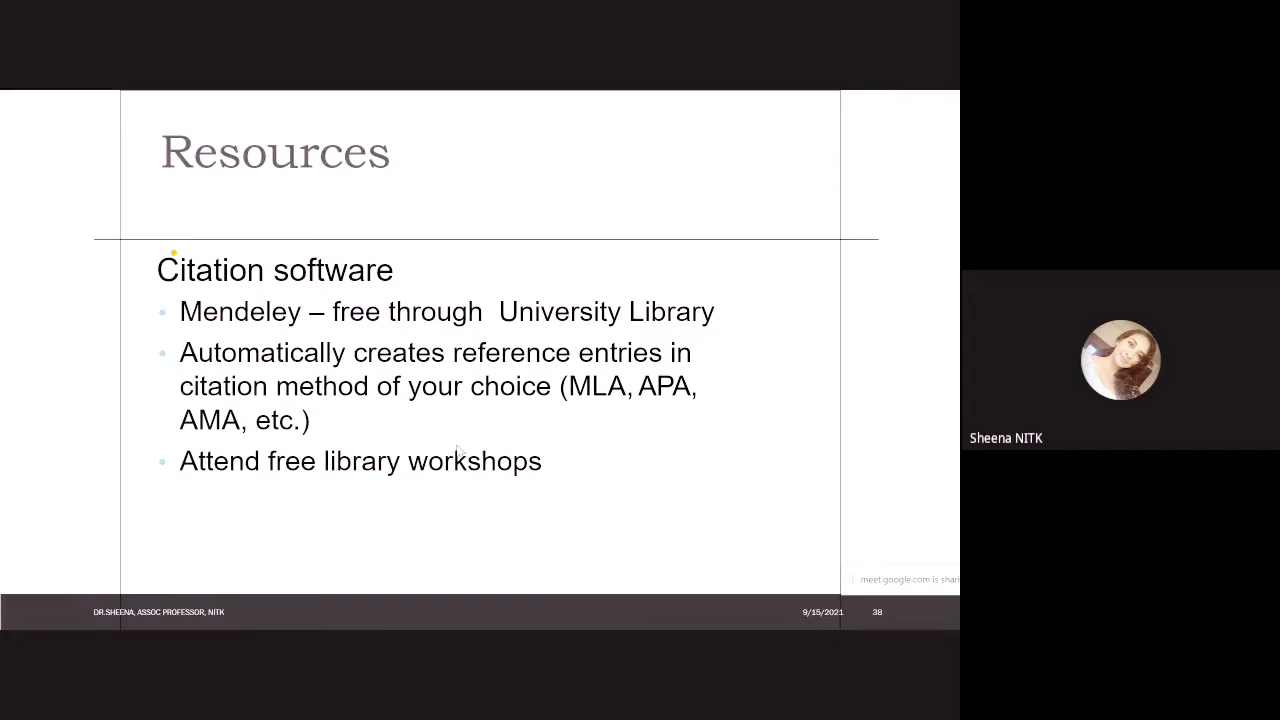 Resources
Citation software
• Mendeley – free through  University Library
• Automatically creates reference entries in
citation method of your choice (MLA, APA,
AMA, etc.)
• Attend free library workshops
meet.google.com is shari
DR.SHEENA, ASSOC PROFESSOR, NITK
9/15/2021
38
Sheena NITK